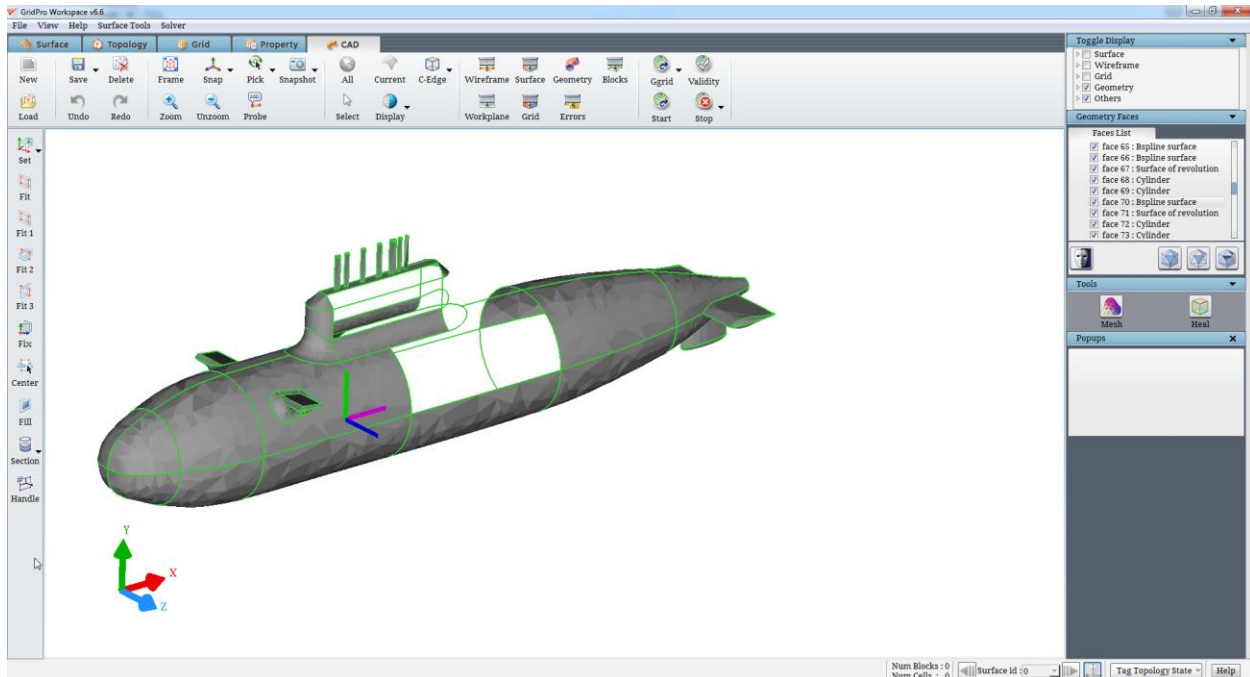 GridPro Workspace v6.6
File View Help Surface Tools Solver
Surface Topology Grid Property CAD
New Save Delete Frame Snap Pick Snapshot All Current C-Edge Wireframe Surface Geometry Blocks Ggrid Validity
Load Undo Redo Zoom Unzoom Probe Select Display Workplane Grid Errors Start Stop
Set
Fit
Fit 1
Fit 2
Fit 3
Fix
Center
Fill
Section
Handle
Y
X
Z
Toggle Display
Surface
Wireframe
Grid
Geometry
Others
Geometry Faces
Faces List
face 65 : Bspline surface
face 66 : Bspline surface
face 67 : Surface of revolution
face 68 : Cylinder
face 69 : Cylinder
face 70 : Bspline surface
face 71 : Surface of revolution
face 72 : Cylinder
face 73 : Cylinder
Tools
Mesh Heal
Popups X
Num Blocks : 0
Num Cells : 0
Surface id : 0
Tag Topology State
Help